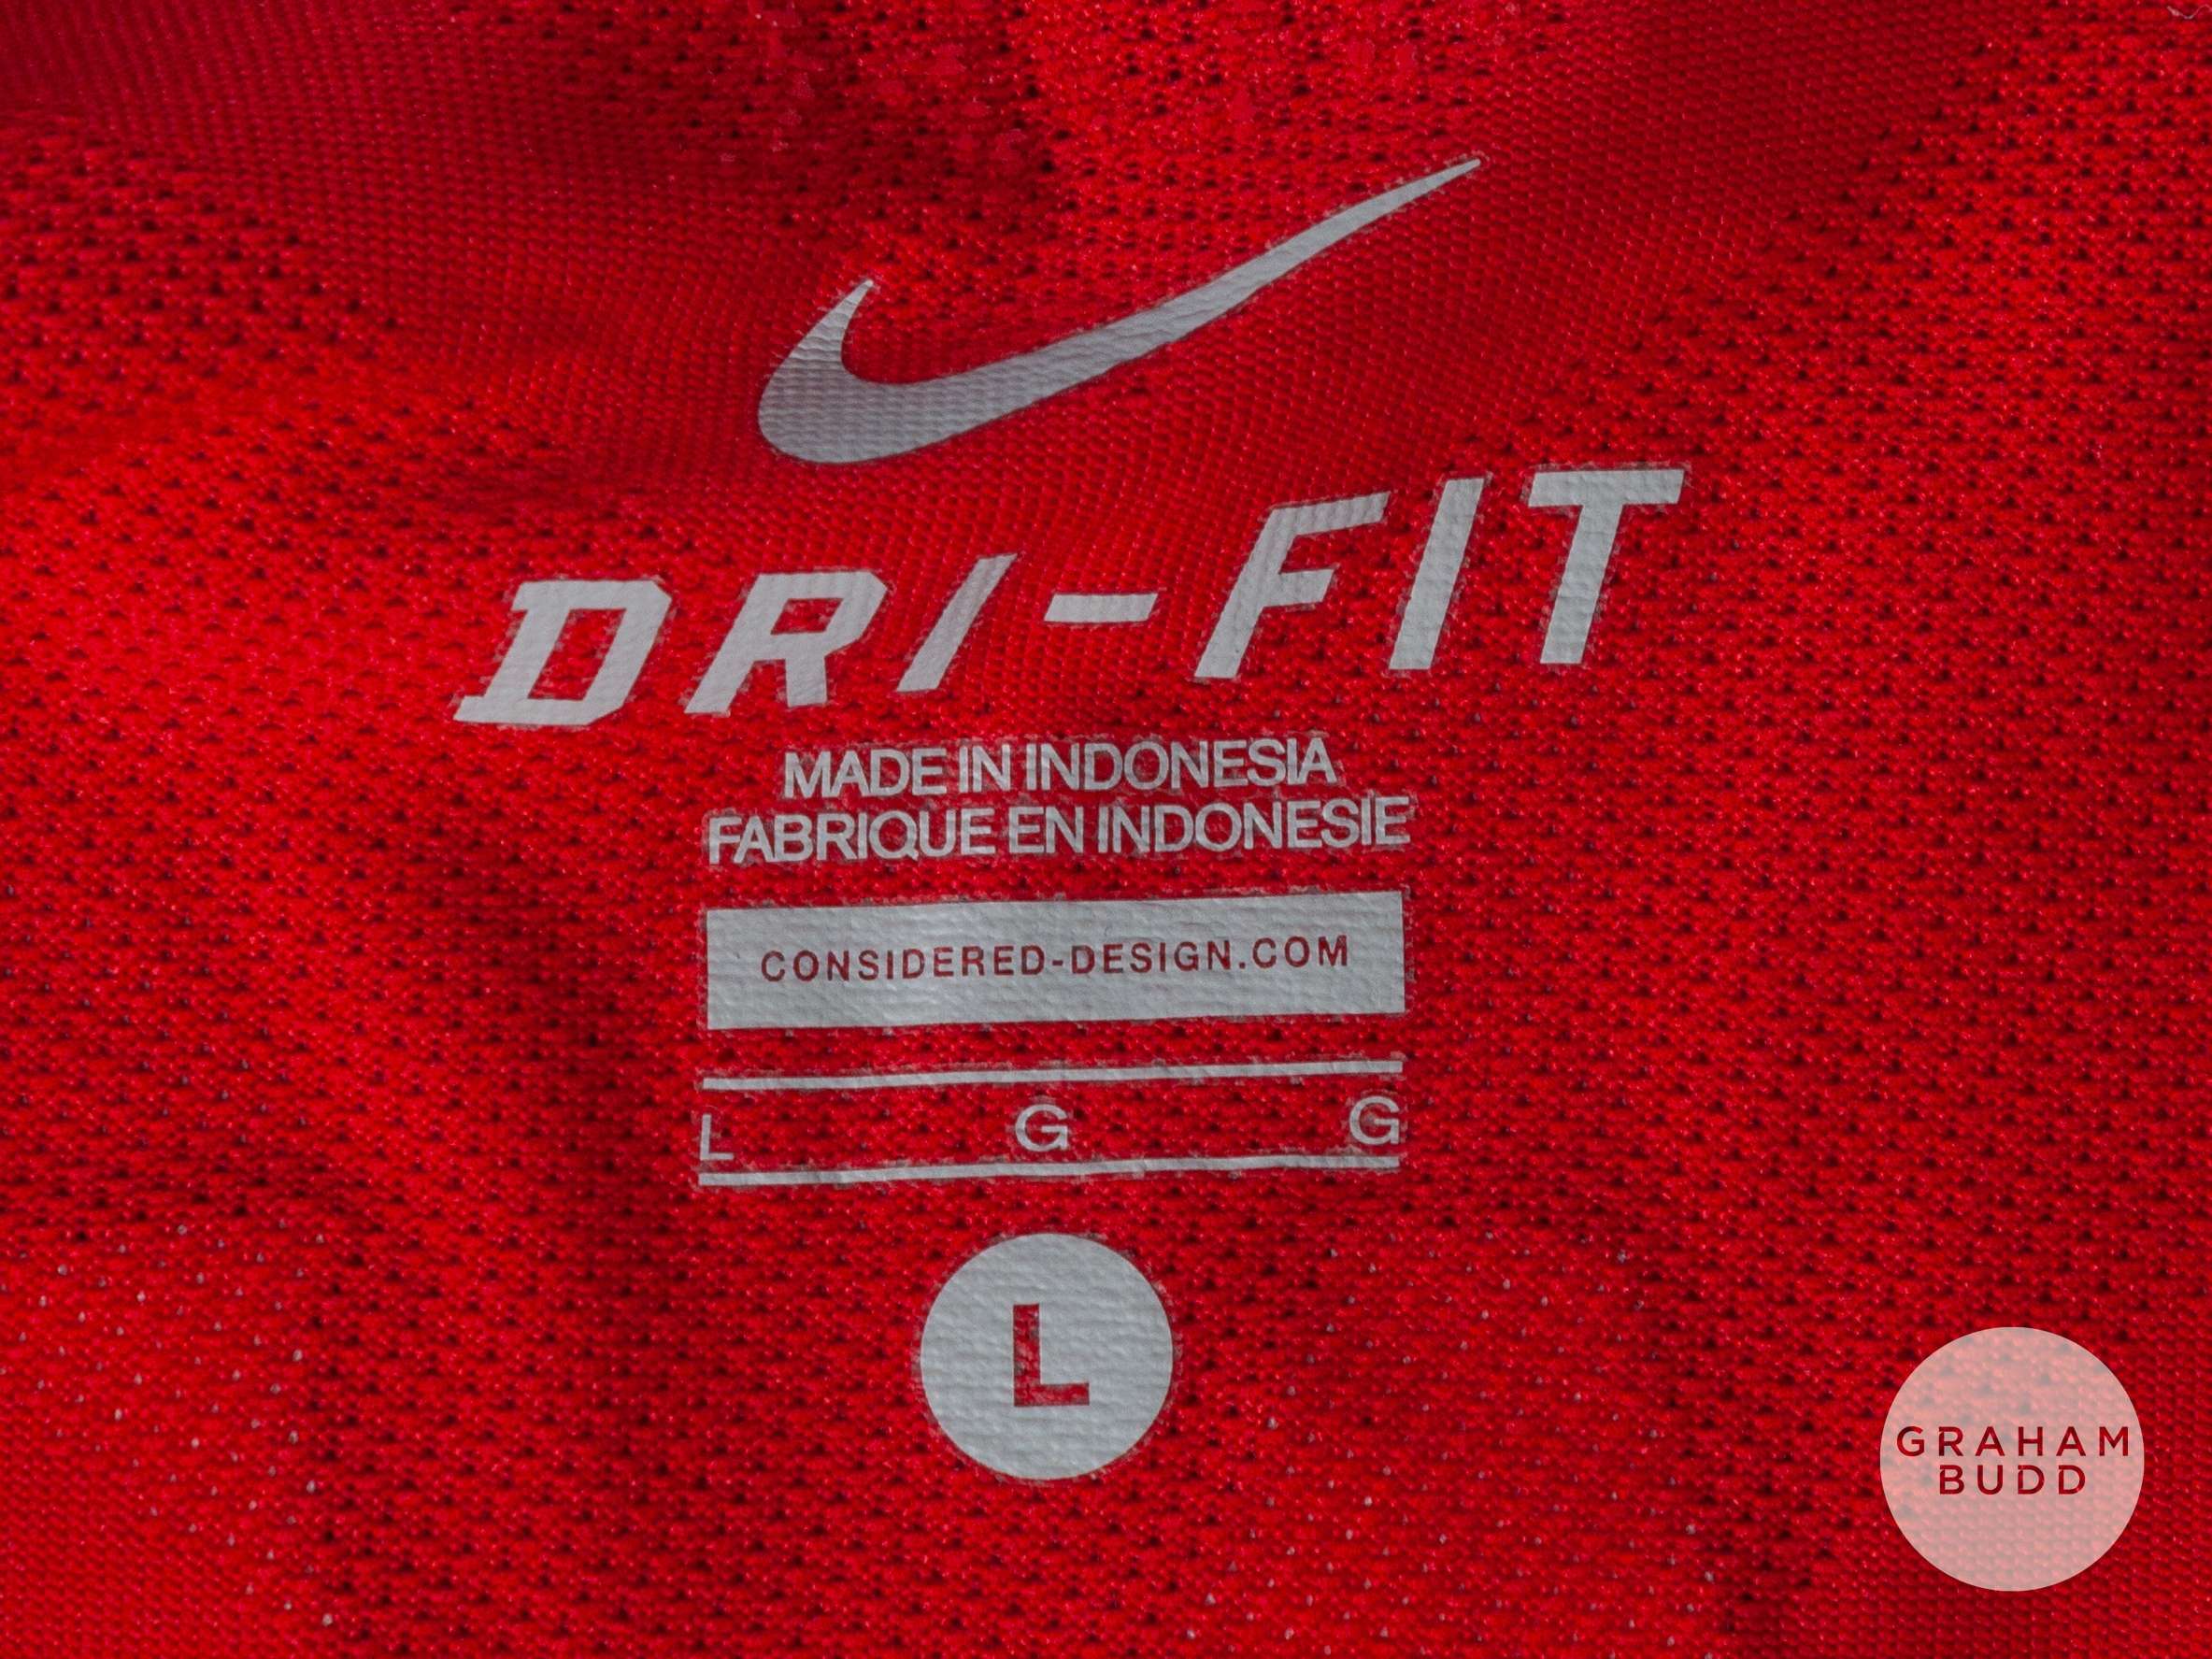 DRI-FIT
MADE IN INDONESIA
FABRIQUE EN INDONESIE
CONSIDERED-DESIGN.COM
L G G
L
GRAHAM
BUDD